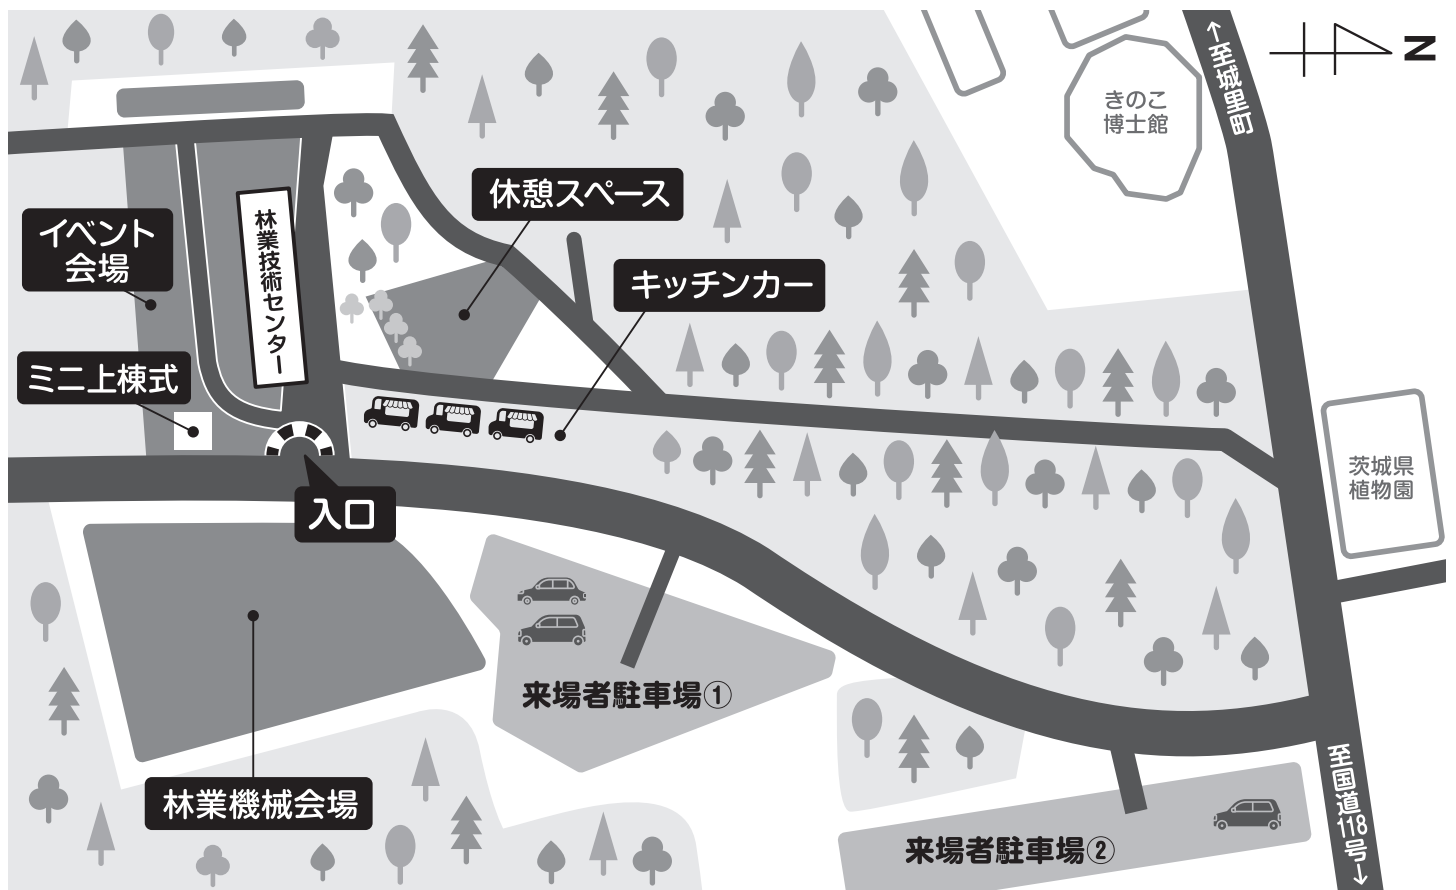 ↑至城里町
N
きのこ
博士館
休憩スペース
イベント
会場
林業技術センター
キッチンカー
ミニ上棟式
茨城県
植物園
入口
来場者駐車場①
林業機械会場
至国道118号↓
来場者駐車場②